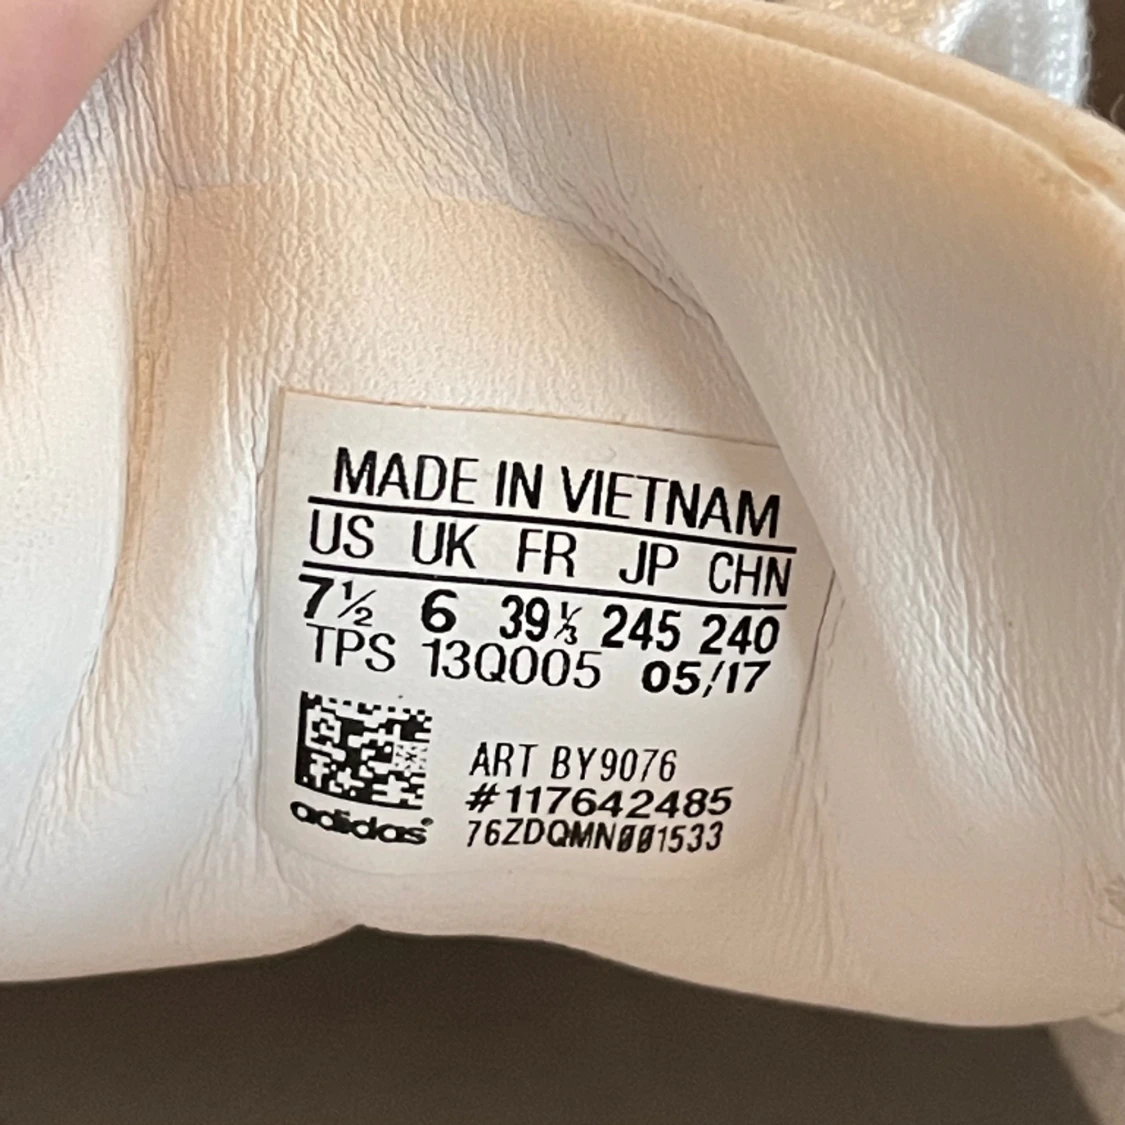 MADE IN VIETNAM
US UK FR JP CHN
7½ 6 39⅓ 245 240
TPS 13Q005 05/17
ART BY9076
#117642485
adidas® 76ZDQMN001533